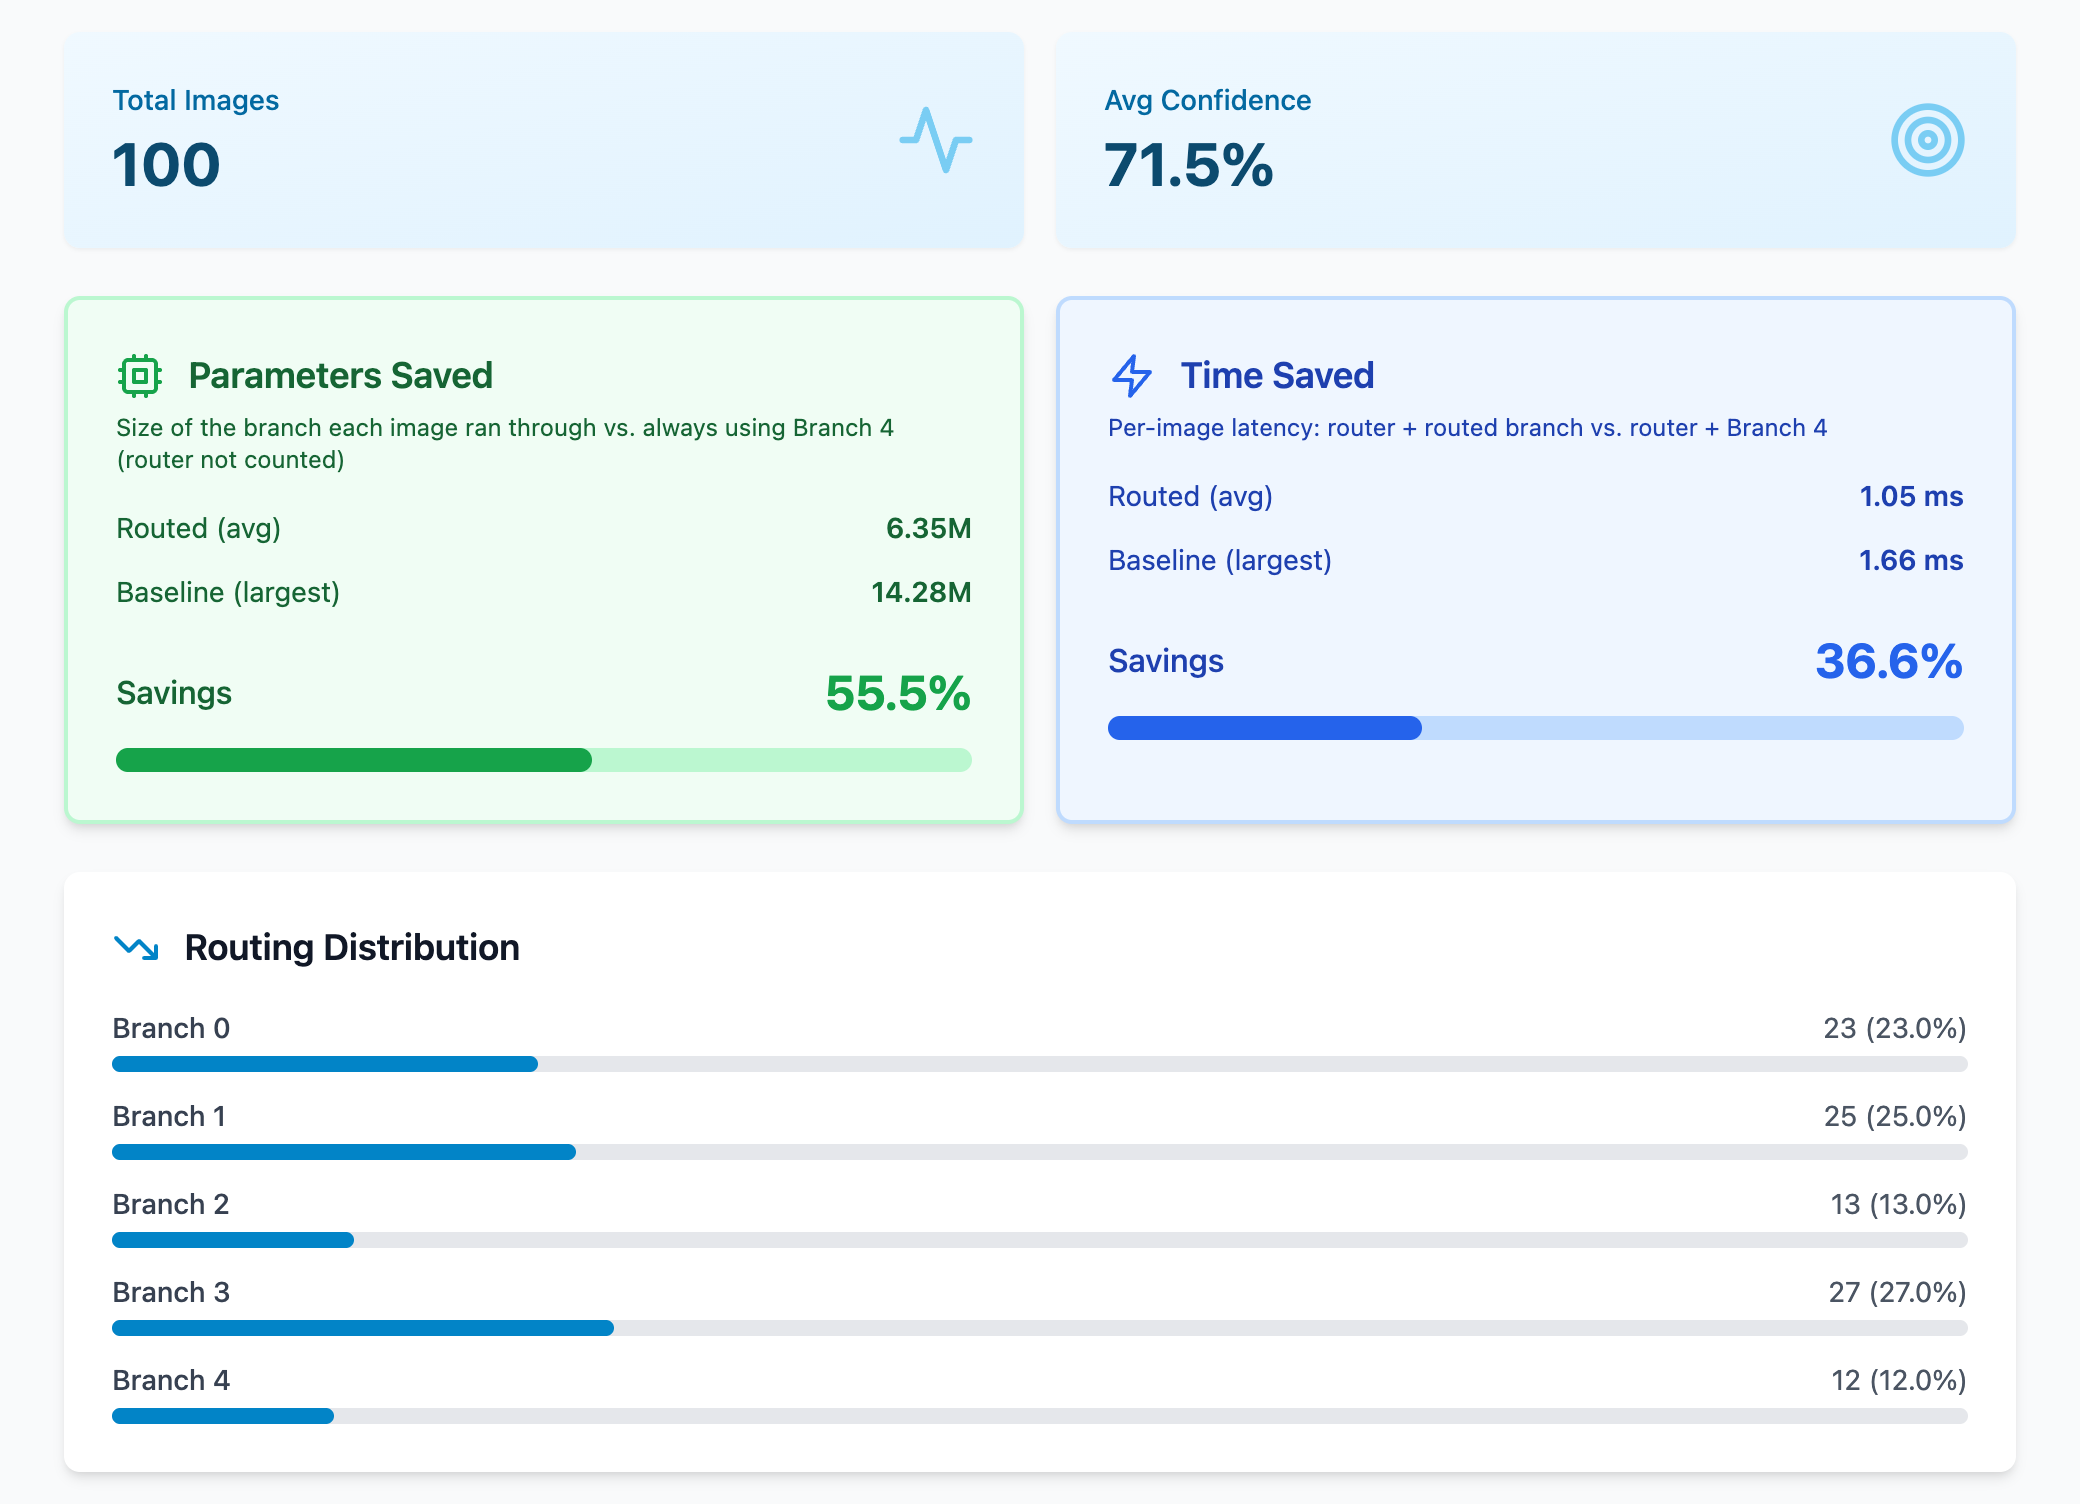 Total Images
100
Avg Confidence
71.5%
Parameters Saved
Size of the branch each image ran through vs. always using Branch 4
(router not counted)
Routed (avg) 6.35M
Baseline (largest) 14.28M
Savings 55.5%
Time Saved
Per-image latency: router + routed branch vs. router + Branch 4
Routed (avg) 1.05 ms
Baseline (largest) 1.66 ms
Savings 36.6%
Routing Distribution
Branch 0 23 (23.0%)
Branch 1 25 (25.0%)
Branch 2 13 (13.0%)
Branch 3 27 (27.0%)
Branch 4 12 (12.0%)